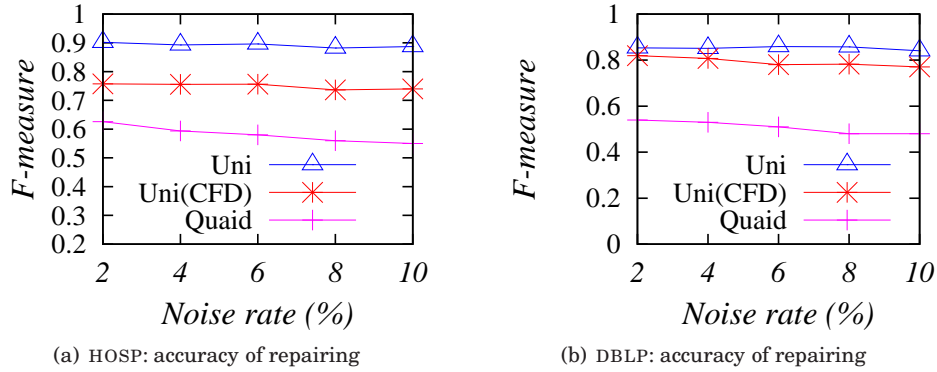 1
0.9
0.8
0.7
0.6
0.5
0.4
0.3
0.2
F-measure
Uni
Uni(CFD)
Quaid
2 4 6 8 10
Noise rate (%)
(a) HOSP: accuracy of repairing
1
0.8
0.6
0.4
0.2
0
F-measure
Uni
Uni(CFD)
Quaid
2 4 6 8 10
Noise rate (%)
(b) DBLP: accuracy of repairing